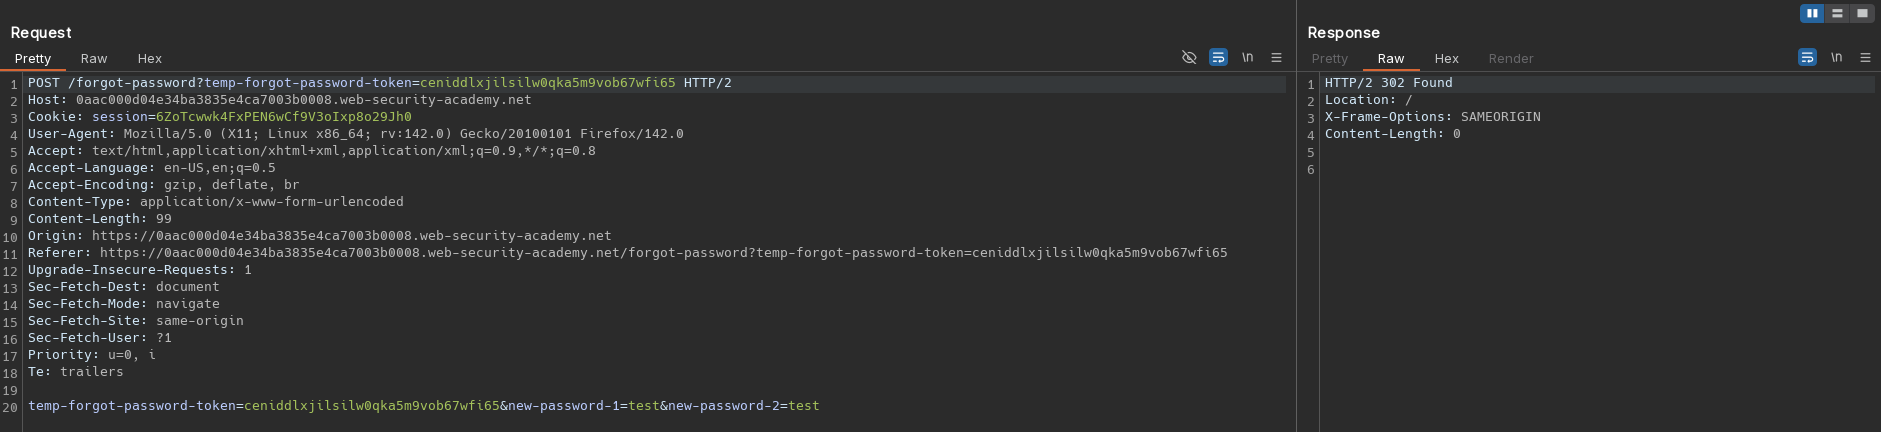 Request
Pretty Raw Hex \n
1 POST /forgot-password?temp-forgot-password-token=ceniddlxjilsilw0qka5m9vob67wfi65 HTTP/2
2 Host: 0aac000d04e34ba3835e4ca7003b0008.web-security-academy.net
3 Cookie: session=6ZoTcwwk4FxPEN6wCf9V3oIxp8o29Jh0
4 User-Agent: Mozilla/5.0 (X11; Linux x86_64; rv:142.0) Gecko/20100101 Firefox/142.0
5 Accept: text/html,application/xhtml+xml,application/xml;q=0.9,*/*;q=0.8
6 Accept-Language: en-US,en;q=0.5
7 Accept-Encoding: gzip, deflate, br
8 Content-Type: application/x-www-form-urlencoded
9 Content-Length: 99
10 Origin: https://0aac000d04e34ba3835e4ca7003b0008.web-security-academy.net
11 Referer: https://0aac000d04e34ba3835e4ca7003b0008.web-security-academy.net/forgot-password?temp-forgot-password-token=ceniddlxjilsilw0qka5m9vob67wfi65
12 Upgrade-Insecure-Requests: 1
13 Sec-Fetch-Dest: document
14 Sec-Fetch-Mode: navigate
15 Sec-Fetch-Site: same-origin
16 Sec-Fetch-User: ?1
17 Priority: u=0, i
18 Te: trailers
19
20 temp-forgot-password-token=ceniddlxjilsilw0qka5m9vob67wfi65&new-password-1=test&new-password-2=test
Response
Pretty Raw Hex Render \n
1 HTTP/2 302 Found
2 Location: /
3 X-Frame-Options: SAMEORIGIN
4 Content-Length: 0
5
6